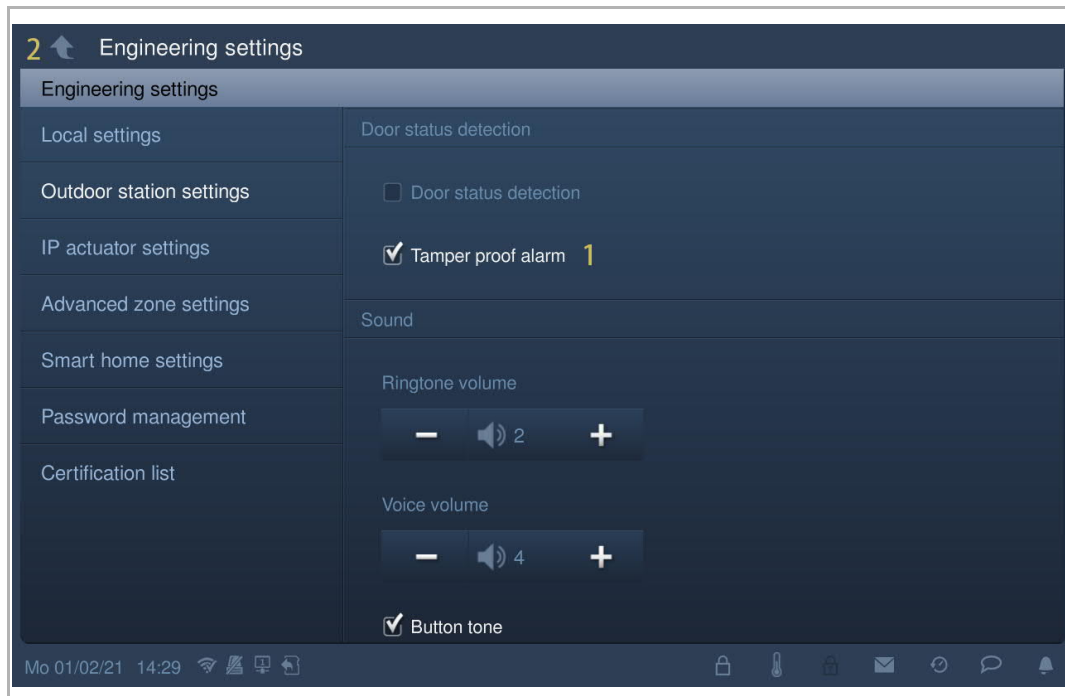 2 Engineering settings
Engineering settings
Local settings
Outdoor station settings
IP actuator settings
Advanced zone settings
Smart home settings
Password management
Certification list
Door status detection
Door status detection
Tamper proof alarm 1
Sound
Ringtone volume
2
Voice volume
4
Button tone
Mo 01/02/21 14:29